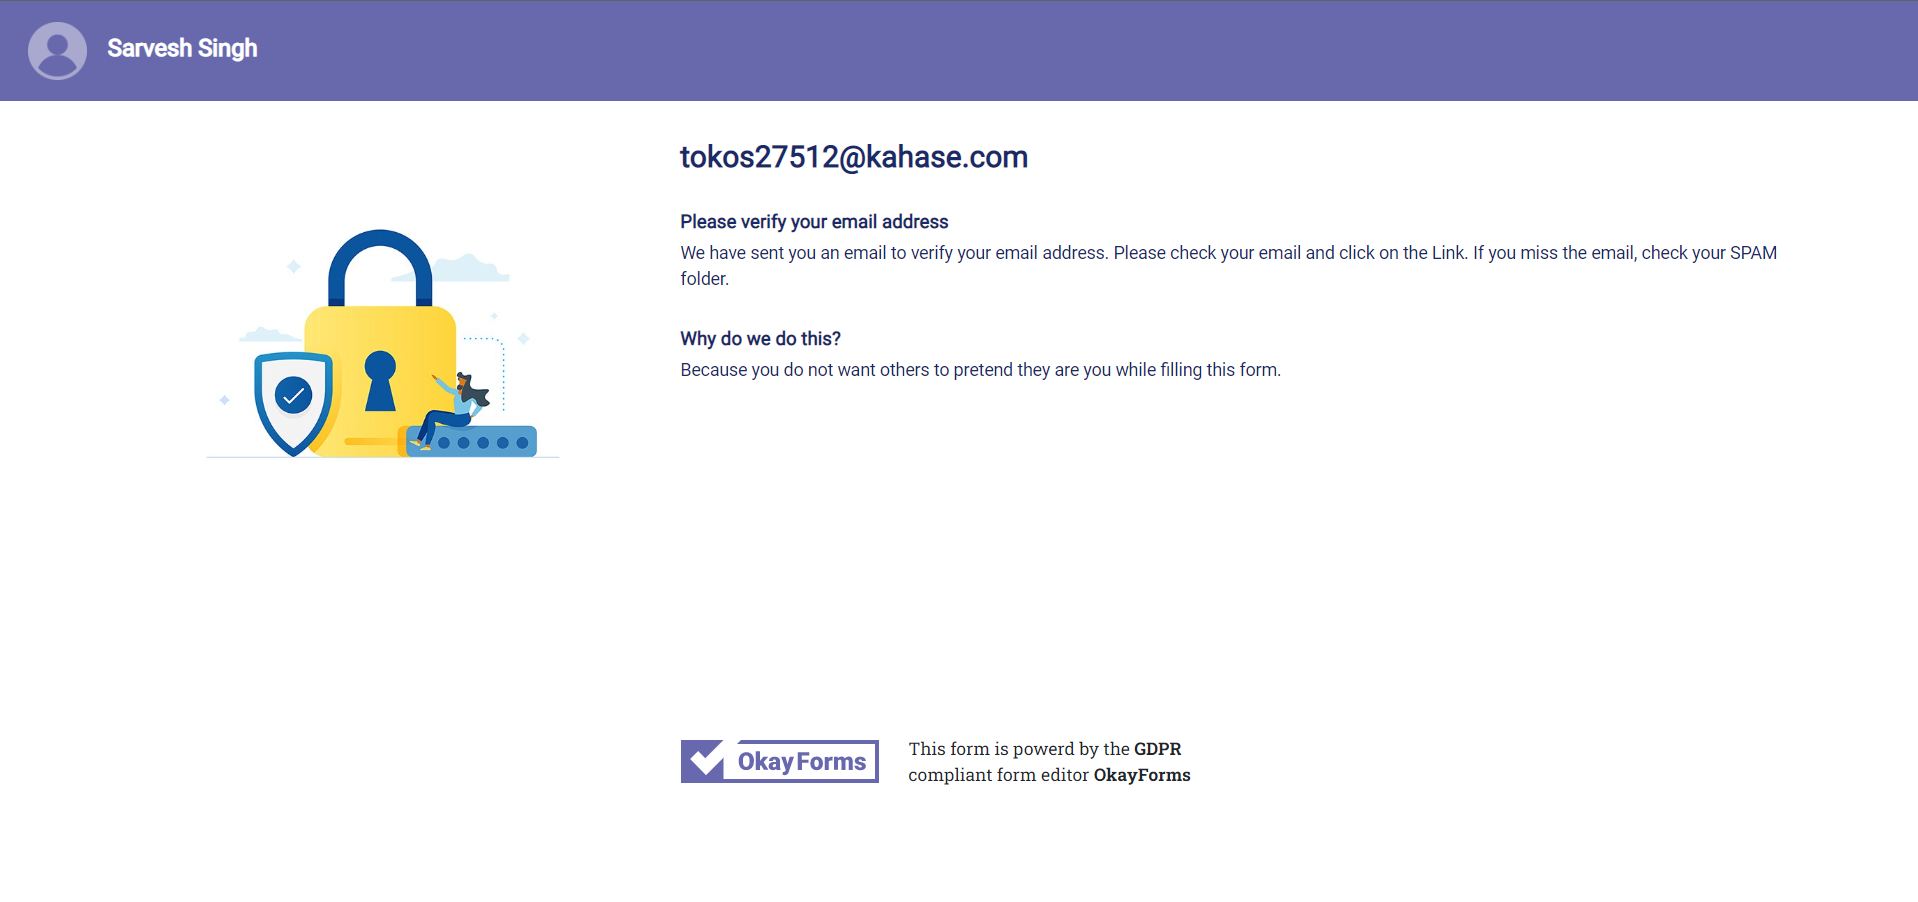 Sarvesh Singh
tokos27512@kahase.com
Please verify your email address
We have sent you an email to verify your email address. Please check your email and click on the Link. If you miss the email, check your SPAM
folder.
Why do we do this?
Because you do not want others to pretend they are you while filling this form.
OkayForms
This form is powerd by the GDPR
compliant form editor OkayForms